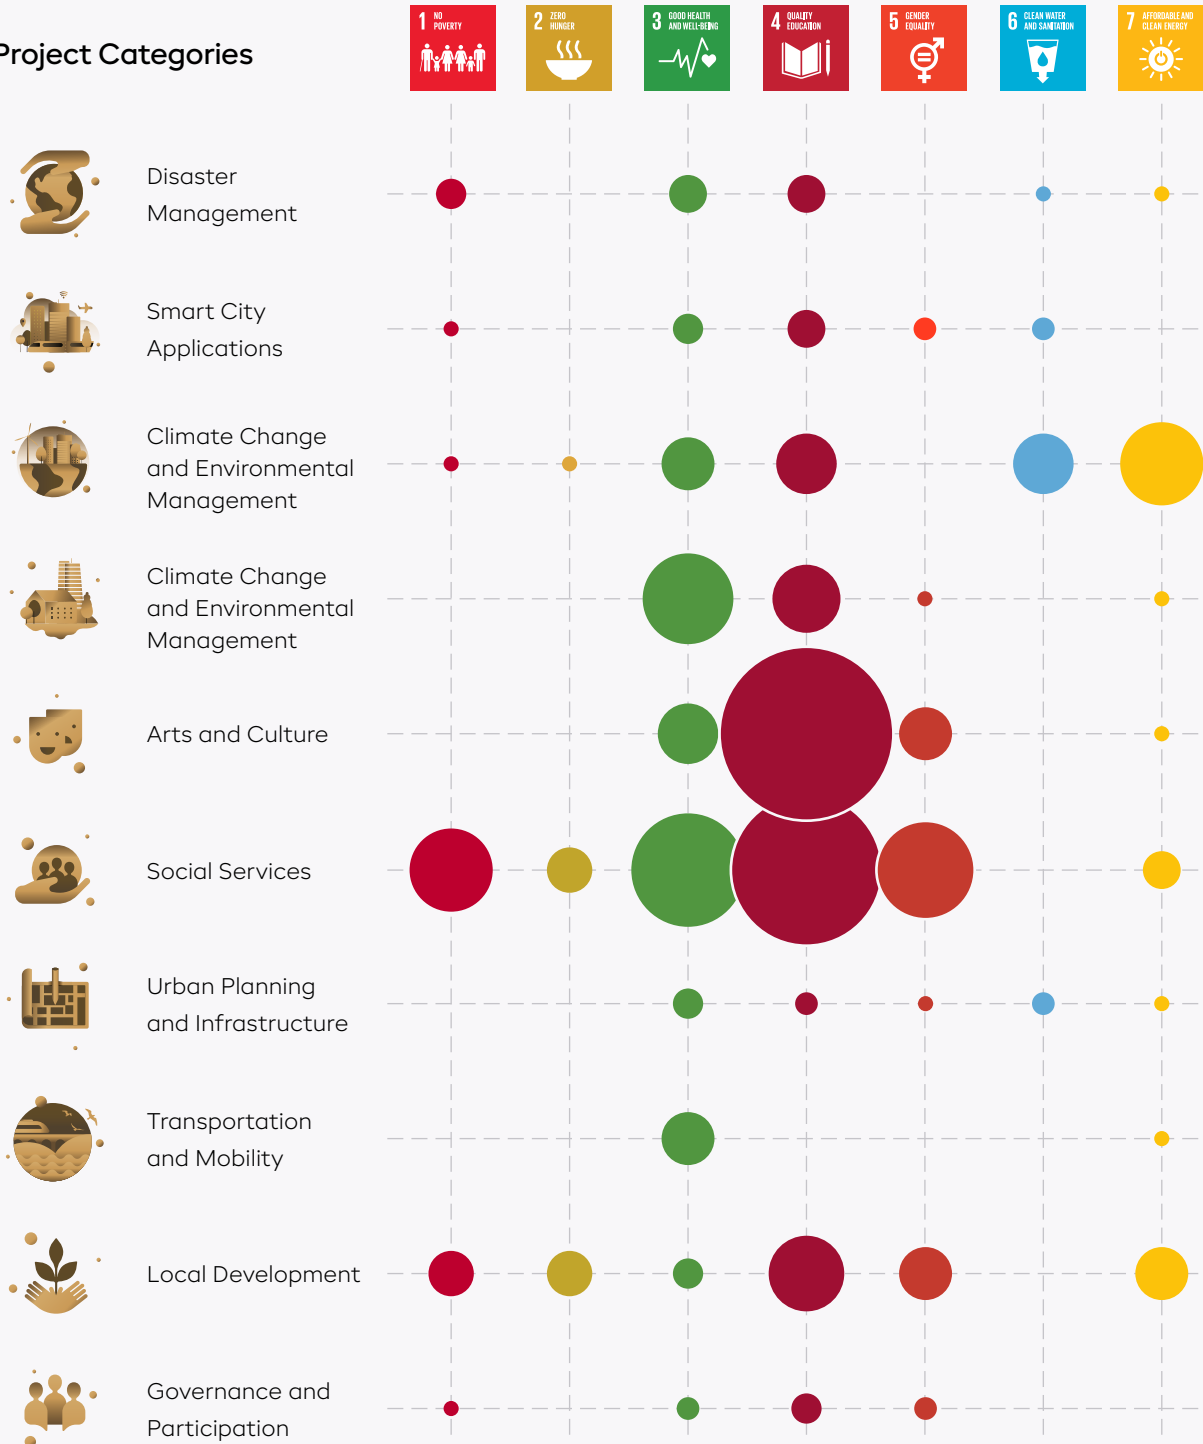 Project Categories
1 NO
POVERTY
2 ZERO
HUNGER
3 GOOD HEALTH
AND WELL-BEING
4 QUALITY
EDUCATION
5 GENDER
EQUALITY
6 CLEAN WATER
AND SANITATION
7 AFFORDABLE AND
CLEAN ENERGY
Disaster
Management
Smart City
Applications
Climate Change
and Environmental
Management
Climate Change
and Environmental
Management
Arts and Culture
Social Services
Urban Planning
and Infrastructure
Transportation
and Mobility
Local Development
Governance and
Participation